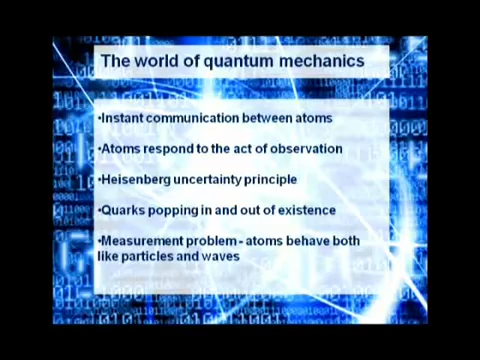 The world of quantum mechanics
•Instant communication between atoms
•Atoms respond to the act of observation
•Heisenberg uncertainty principle
•Quarks popping in and out of existence
•Measurement problem - atoms behave both
like particles and waves